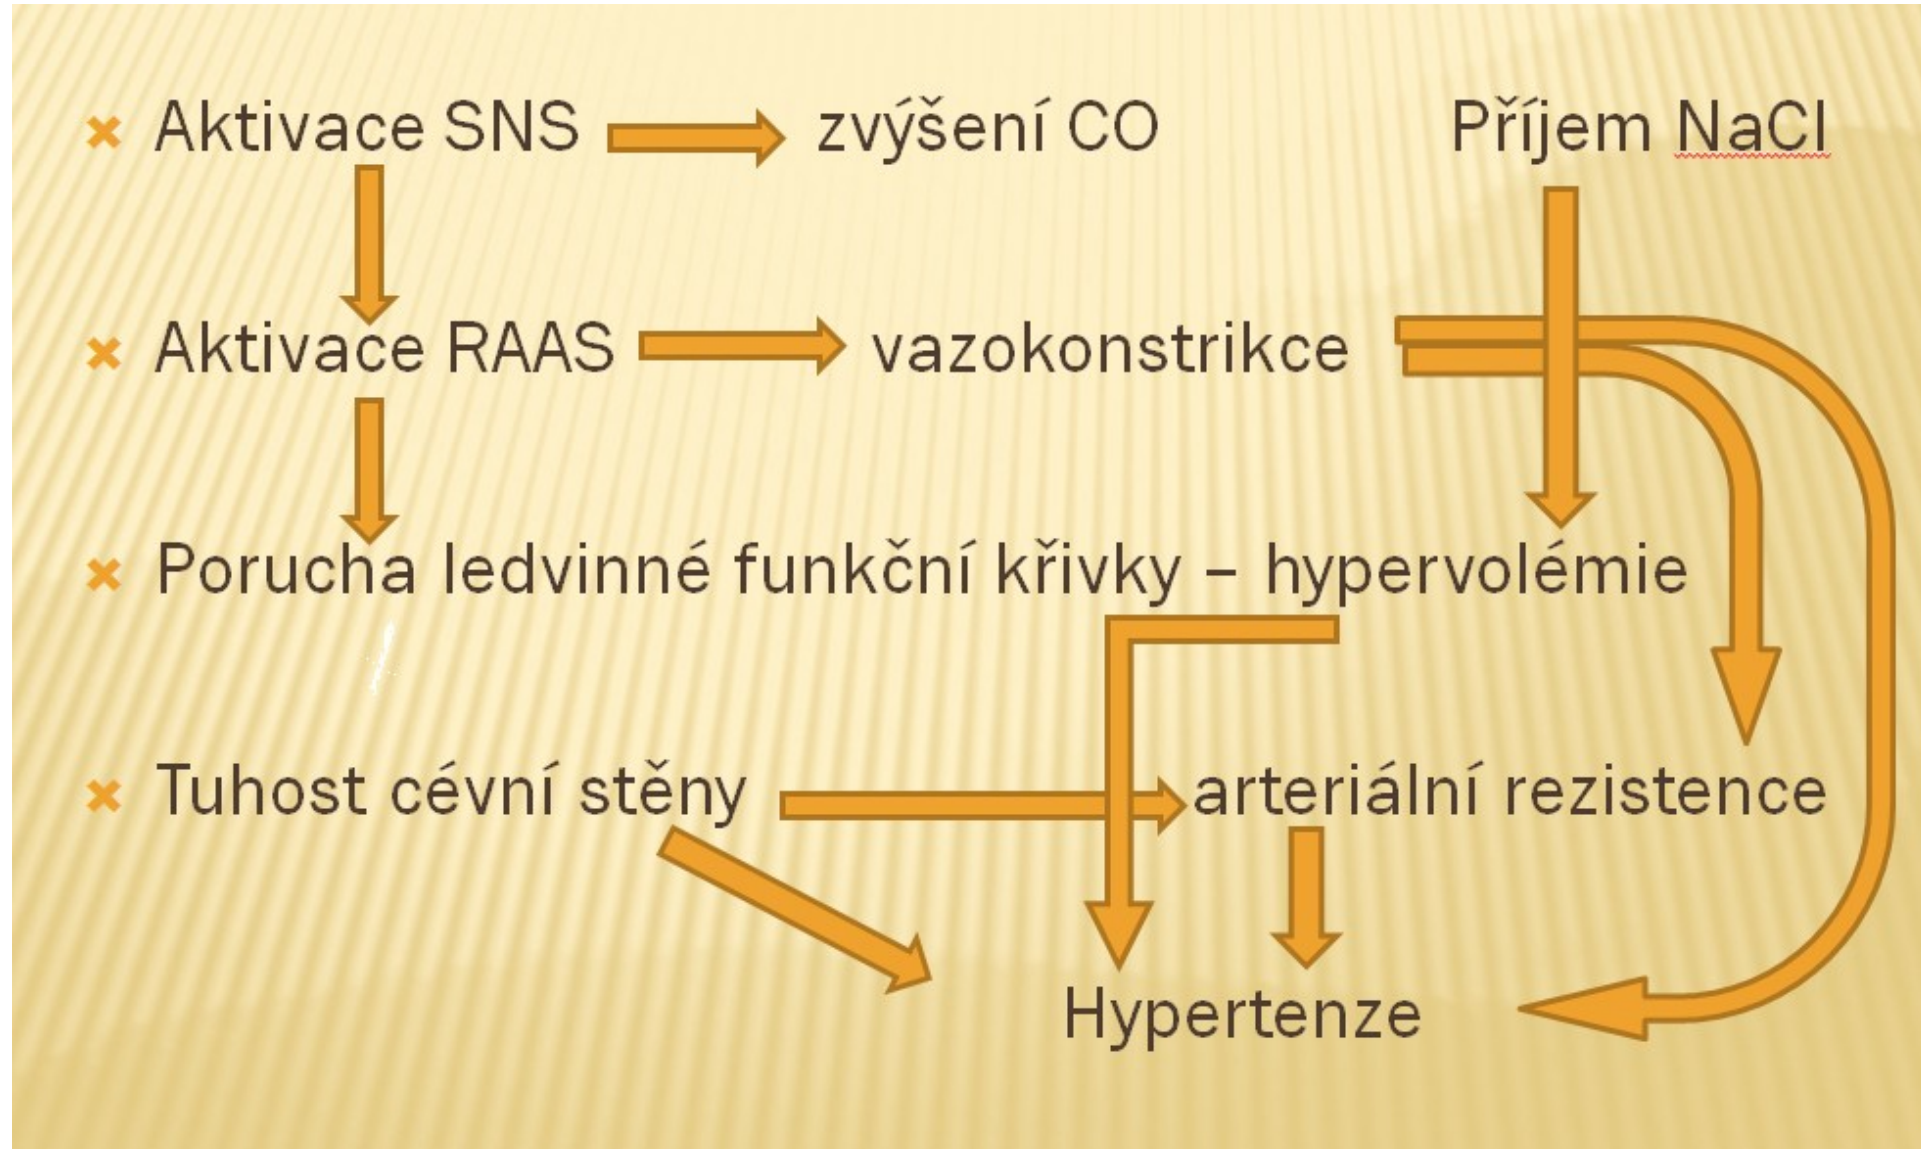 Aktivace SNS zvýšení CO Příjem NaCl
Aktivace RAAS vazokonstrikce
Porucha ledvinné funkční křivky – hypervolémie
Tuhost cévní stěny arteriální rezistence
Hypertenze